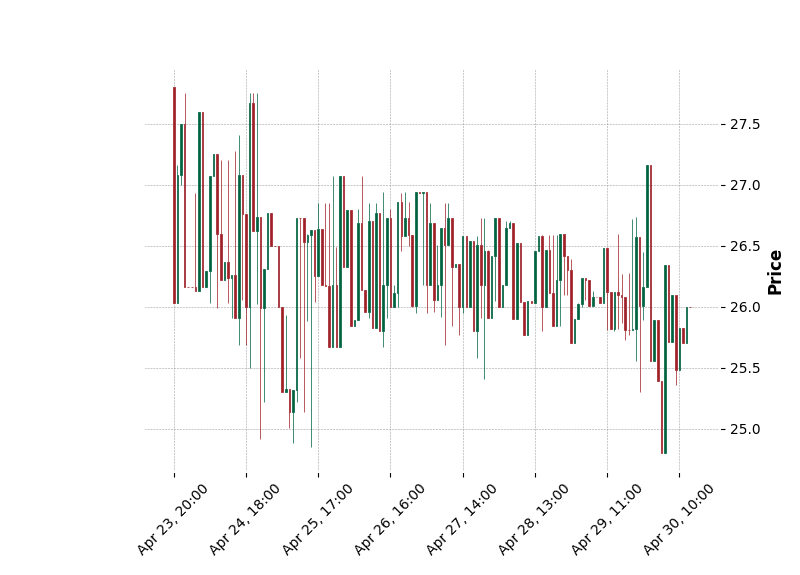 27.5
27.0
26.5
26.0
25.5
25.0
Price
Apr 23, 20:00
Apr 24, 18:00
Apr 25, 17:00
Apr 26, 16:00
Apr 27, 14:00
Apr 28, 13:00
Apr 29, 11:00
Apr 30, 10:00